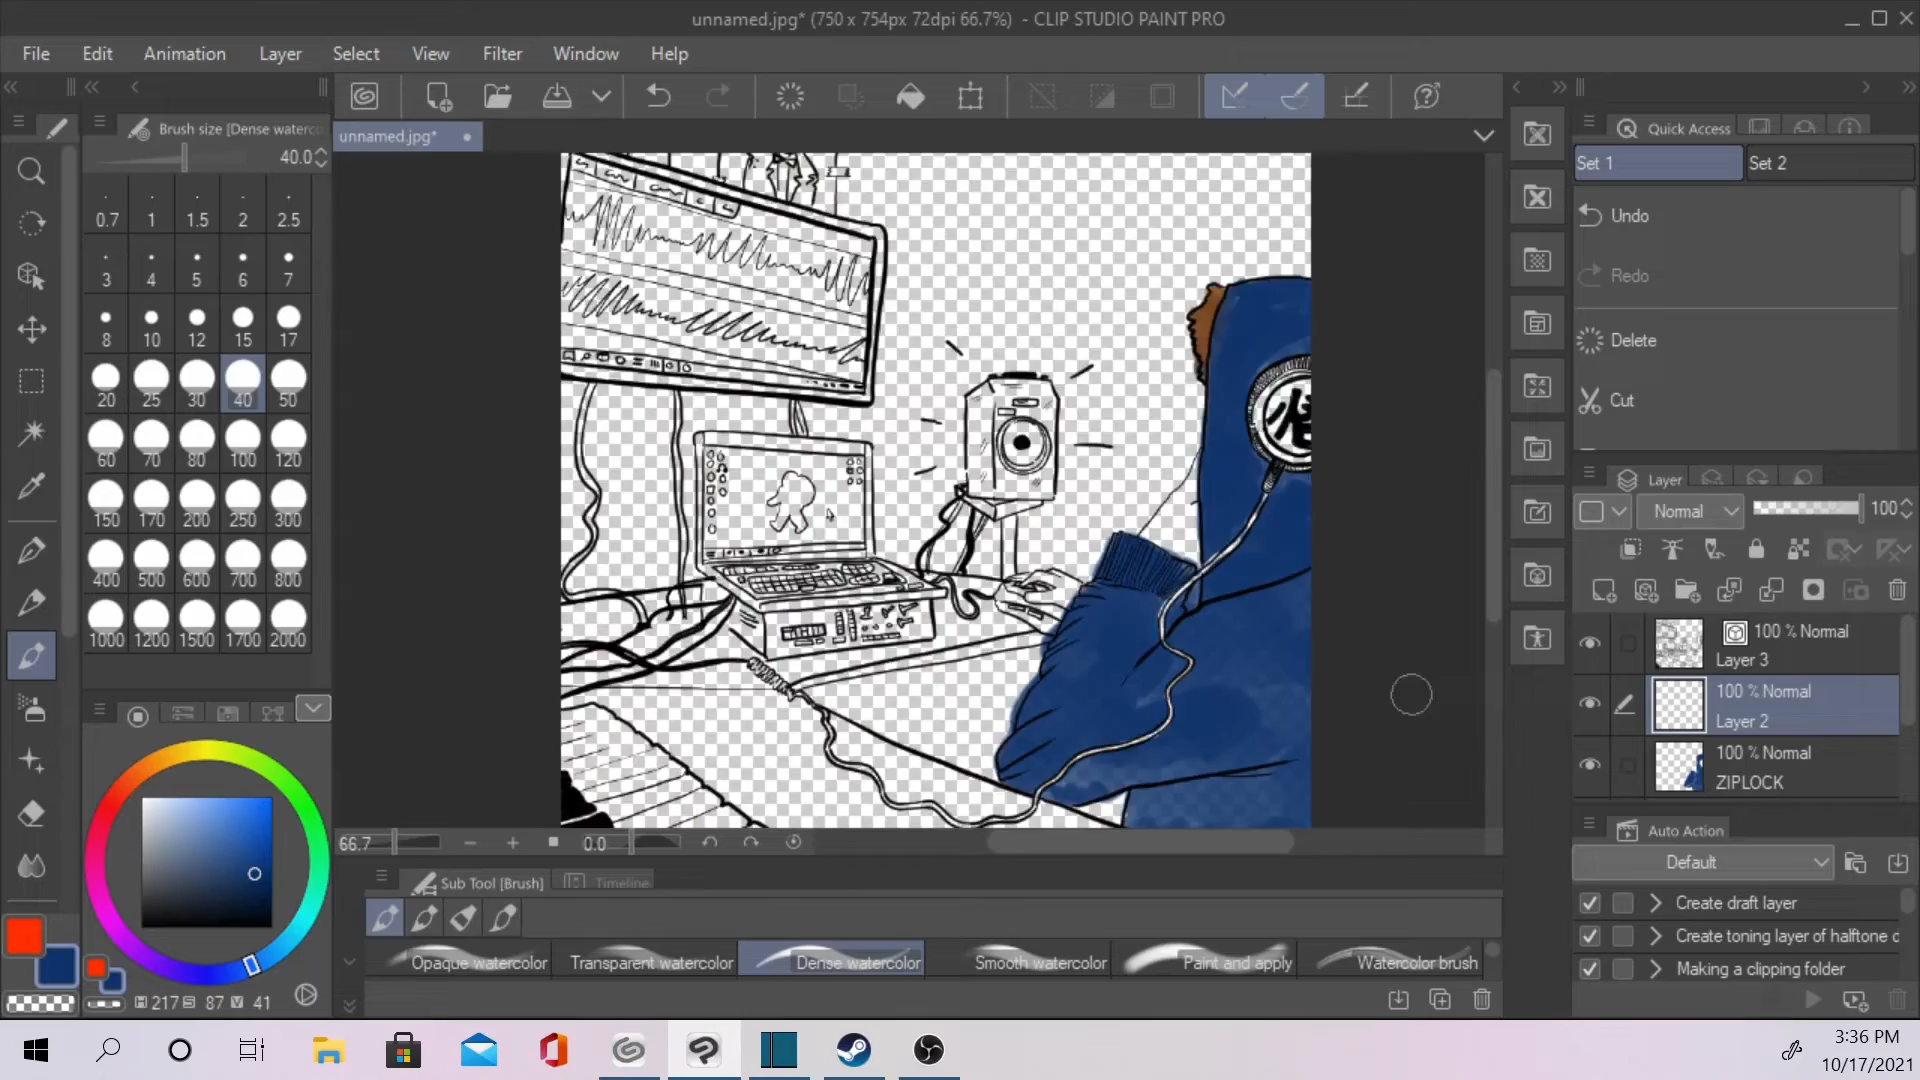 unnamed.jpg* (750 x 754px 72dpi 66.7%) - CLIP STUDIO PAINT PRO
File Edit Animation Layer Select View Filter Window Help
Brush size [Dense waterco
unnamed.jpg*
Quick Access
40.0
Set 1 Set 2
0.7 1 1.5 2 2.5
Undo
3 4 5 6 7
Redo
8 10 12 15 17
Delete
20 25 30 40 50
Cut
60 70 80 100 120
Layer
150 170 200 250 300
Normal 100
400 500 600 700 800
1000 1200 1500 1700 2000
100 % Normal
Layer 3
100 % Normal
Layer 2
100 % Normal
ZIPLOCK
Auto Action
Default
66.7 0.0
Sub Tool [Brush] Timeline
Create draft layer
Create toning layer of halftone d
Making a clipping folder
Opaque watercolor Transparent watercolor Dense watercolor Smooth watercolor Paint and apply Watercolor brush
H 217 S 87 V 41
3:36 PM
10/17/2021